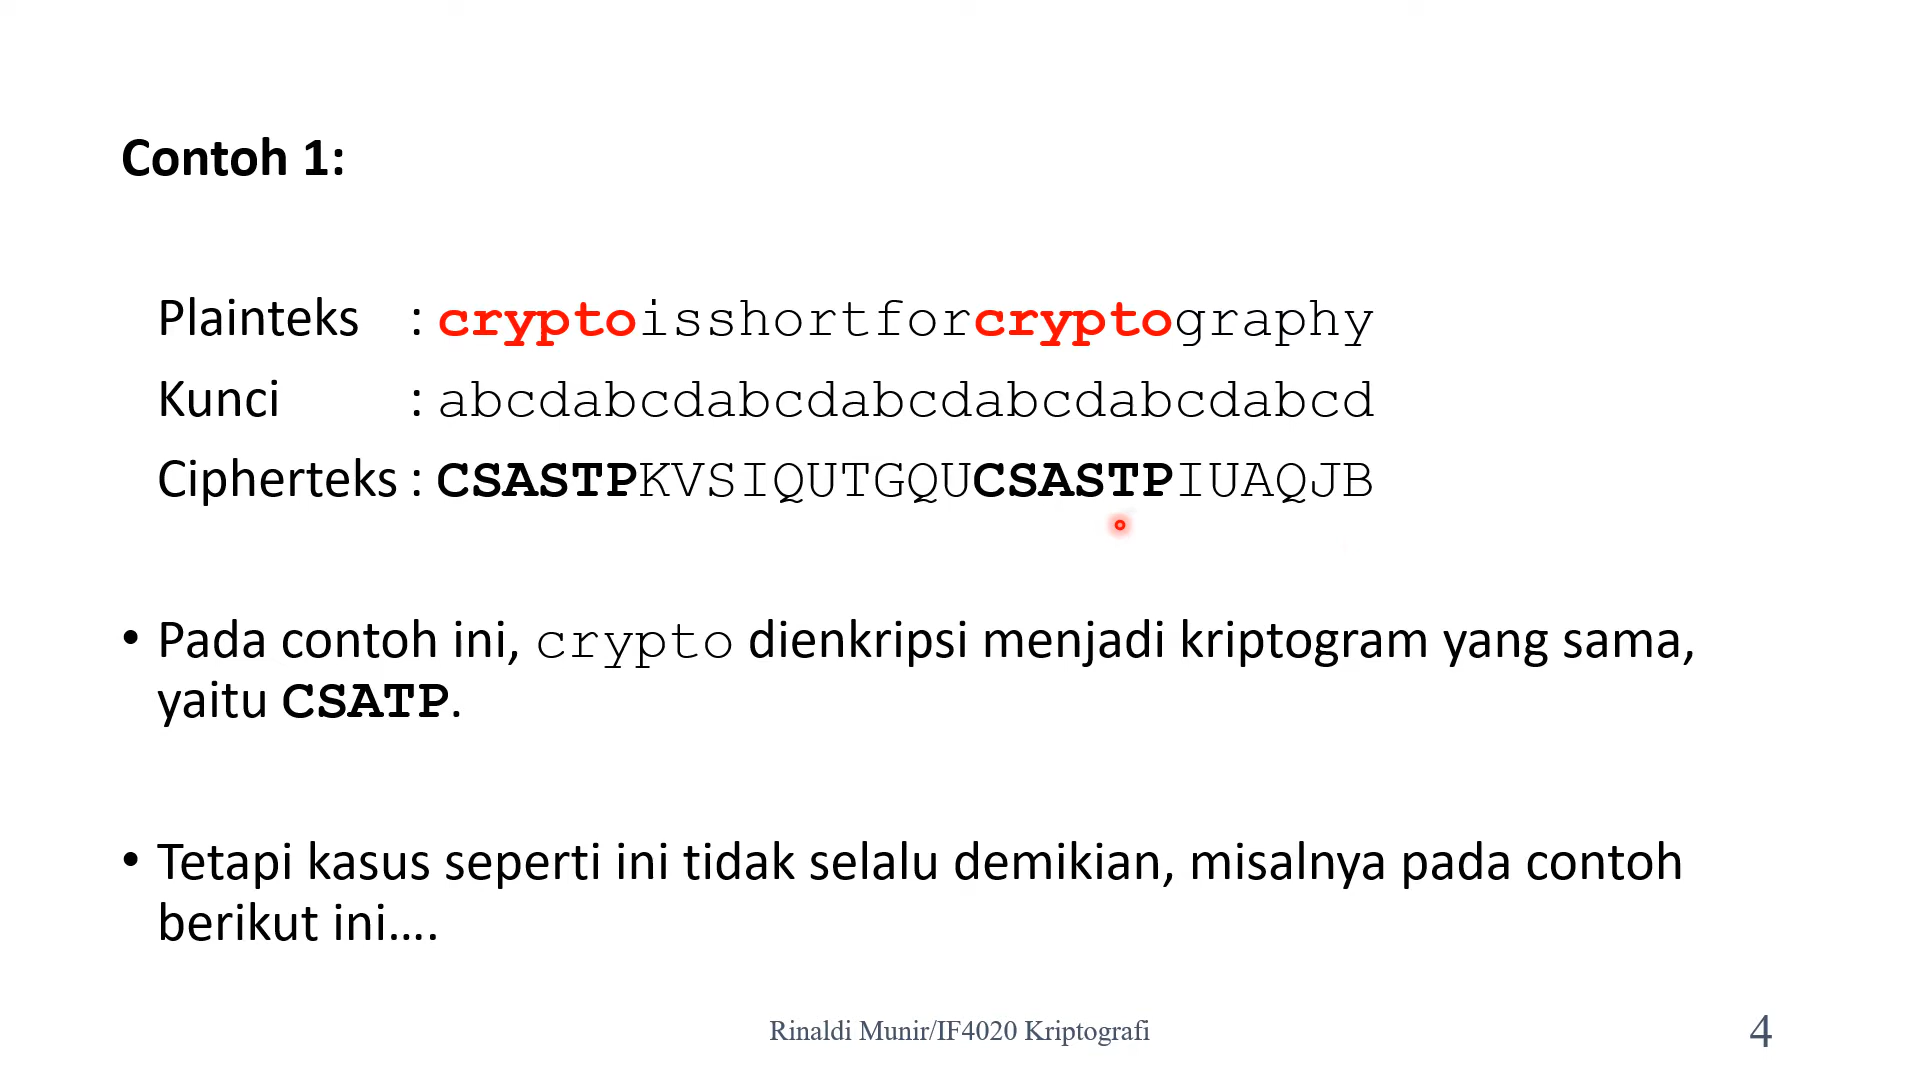 Contoh 1:
Plainteks : cryptoisshortforcryptography
Kunci : abcdabcdabcdabcdabcdabcdabcd
Cipherteks : CSASTPKVSIQUTGQUCSASTPIUAQJB
• Pada contoh ini, crypto dienkripsi menjadi kriptogram yang sama,
yaitu CSATP.
• Tetapi kasus seperti ini tidak selalu demikian, misalnya pada contoh
berikut ini….
Rinaldi Munir/IF4020 Kriptografi
4